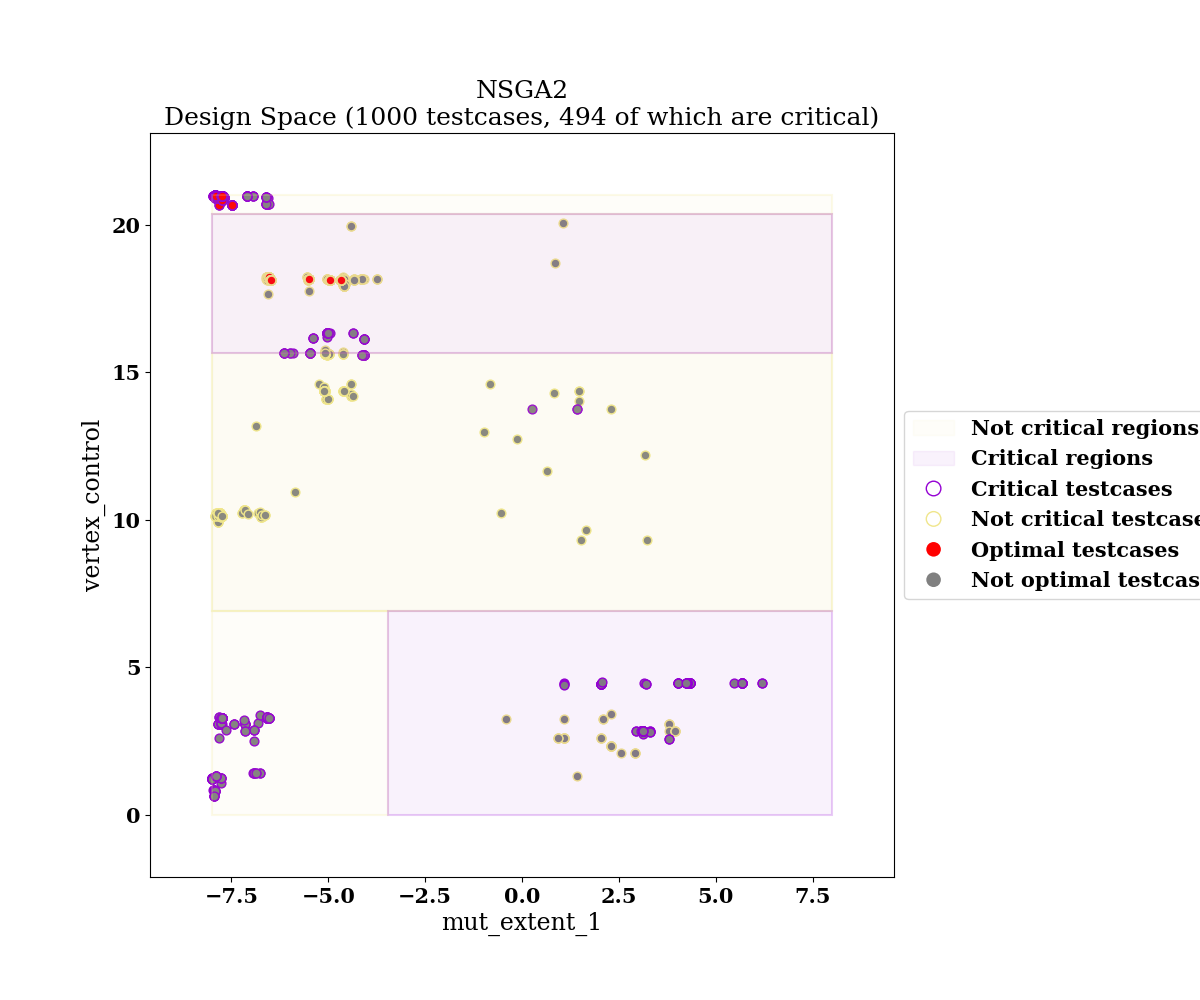 NSGA2
Design Space (1000 testcases, 494 of which are critical)
vertex_control
20
15
10
5
0
−7.5 −5.0 −2.5 0.0 2.5 5.0 7.5
mut_extent_1
Not critical regions
Critical regions
Critical testcases
Not critical testcase
Optimal testcases
Not optimal testcas